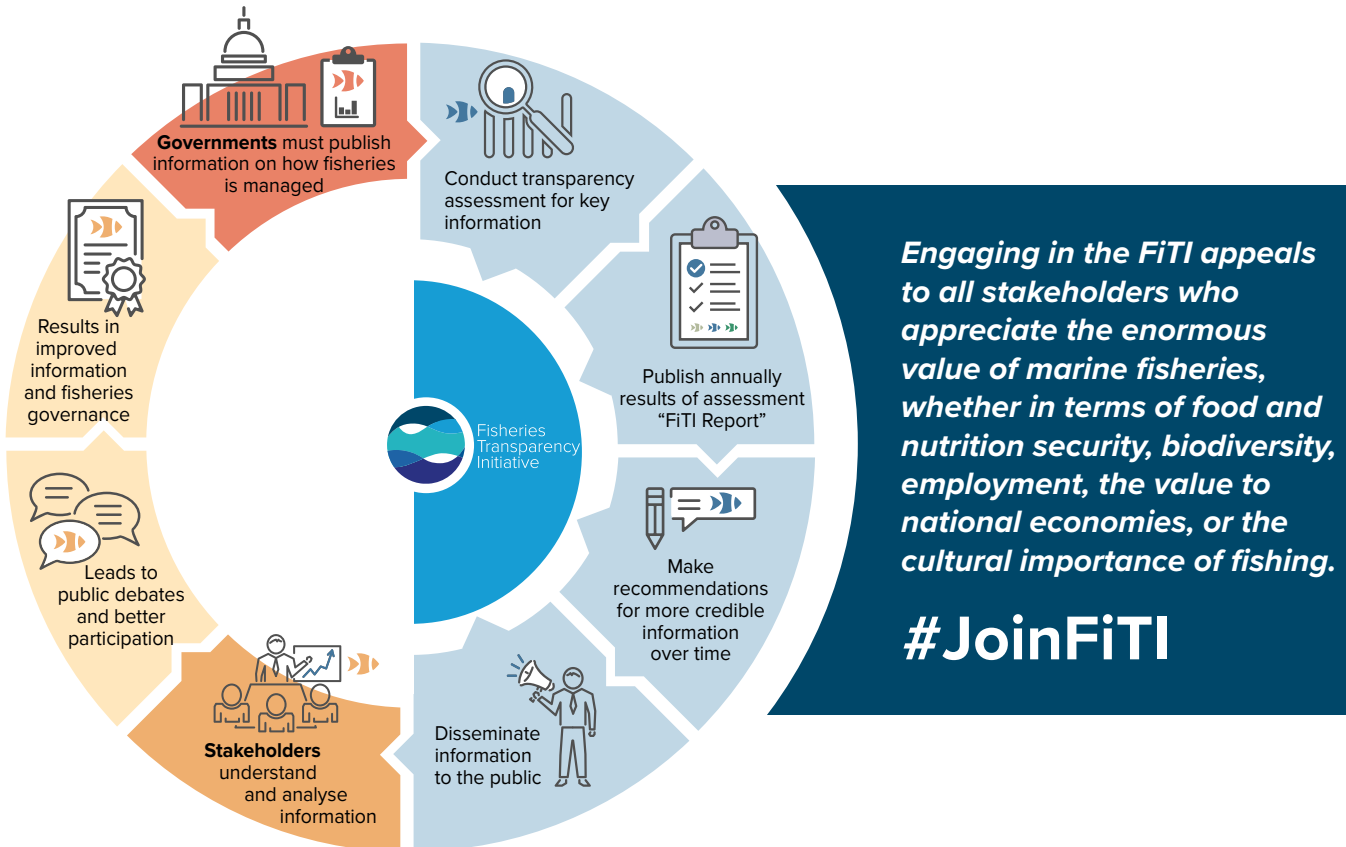 Governments must publish
information on how fisheries
is managed
Conduct transparency
assessment for key
information
Publish annually
results of assessment
“FiTI Report”
Make
recommendations
for more credible
information
over time
Disseminate
information
to the public
Stakeholders
understand
and analyse
information
Leads to
public debates
and better
participation
Results in
improved
information
and fisheries
governance
Fisheries
Transparency
Initiative
Engaging in the FiTI appeals
to all stakeholders who
appreciate the enormous
value of marine fisheries,
whether in terms of food and
nutrition security, biodiversity,
employment, the value to
national economies, or the
cultural importance of fishing.
#JoinFiTI